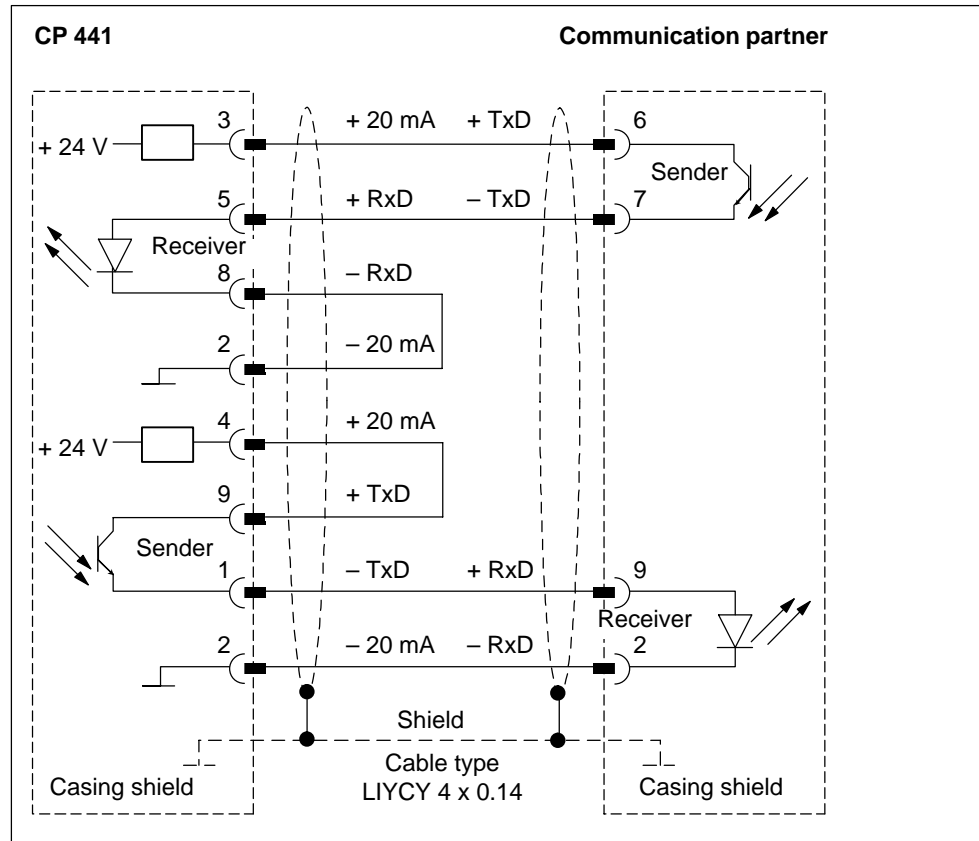 CP 441 Communication partner
3 + 20 mA + TxD 6
+ 24 V
Sender
5 + RxD – TxD 7
Receiver
8 – RxD
2 – 20 mA
4 + 20 mA
+ 24 V
9 + TxD
Sender
1 – TxD + RxD 9
Receiver
2 – 20 mA – RxD 2
Shield
Casing shield Cable type Casing shield
LIYCY 4 x 0.14